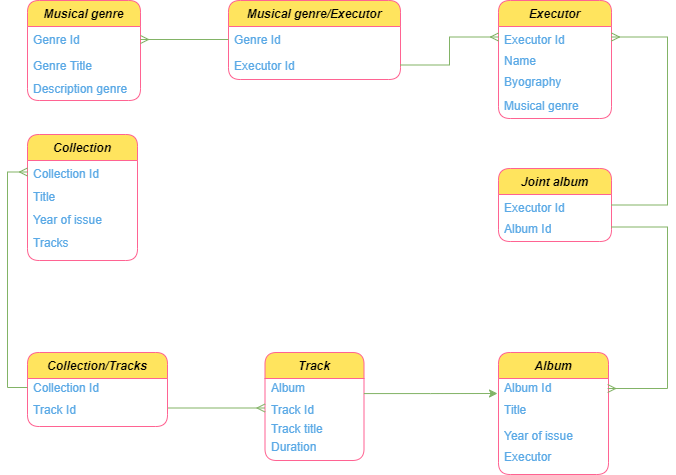 Musical genre
Genre Id
Genre Title
Description genre
Musical genre/Executor
Genre Id
Executor Id
Executor
Executor Id
Name
Byography
Musical genre
Collection
Collection Id
Title
Year of issue
Tracks
Joint album
Executor Id
Album Id
Collection/Tracks
Collection Id
Track Id
Track
Album
Track Id
Track title
Duration
Album
Album Id
Title
Year of issue
Executor